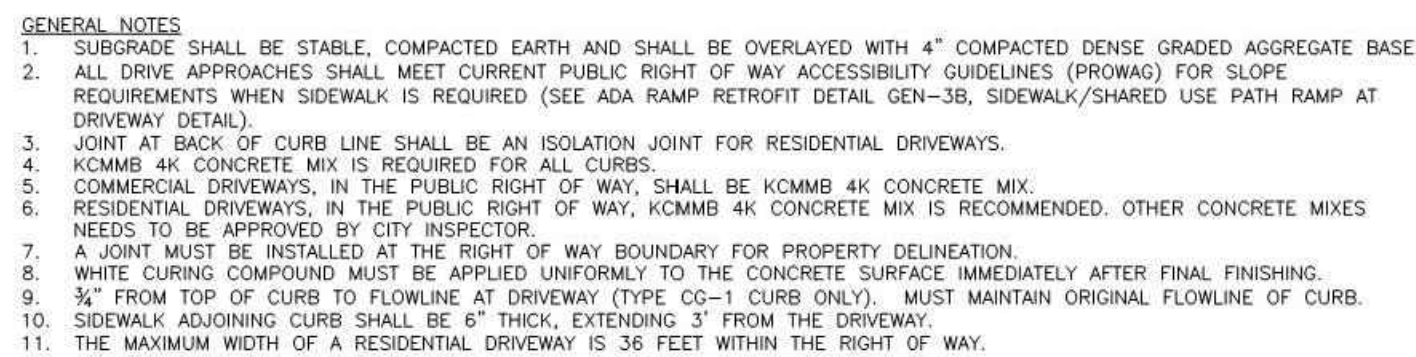 GENERAL NOTES
1. SUBGRADE SHALL BE STABLE, COMPACTED EARTH AND SHALL BE OVERLAYED WITH 4" COMPACTED DENSE GRADED AGGREGATE BASE
2. ALL DRIVE APPROACHES SHALL MEET CURRENT PUBLIC RIGHT OF WAY ACCESSIBILITY GUIDELINES (PROWAG) FOR SLOPE
REQUIREMENTS WHEN SIDEWALK IS REQUIRED (SEE ADA RAMP RETROFIT DETAIL GEN-3B, SIDEWALK/SHARED USE PATH RAMP AT
DRIVEWAY DETAIL).
3. JOINT AT BACK OF CURB LINE SHALL BE AN ISOLATION JOINT FOR RESIDENTIAL DRIVEWAYS.
4. KCMMB 4K CONCRETE MIX IS REQUIRED FOR ALL CURBS.
5. COMMERCIAL DRIVEWAYS, IN THE PUBLIC RIGHT OF WAY, SHALL BE KCMMB 4K CONCRETE MIX.
6. RESIDENTIAL DRIVEWAYS, IN THE PUBLIC RIGHT OF WAY, KCMMB 4K CONCRETE MIX IS RECOMMENDED. OTHER CONCRETE MIXES
NEEDS TO BE APPROVED BY CITY INSPECTOR.
7. A JOINT MUST BE INSTALLED AT THE RIGHT OF WAY BOUNDARY FOR PROPERTY DELINEATION.
8. WHITE CURING COMPOUND MUST BE APPLIED UNIFORMLY TO THE CONCRETE SURFACE IMMEDIATELY AFTER FINAL FINISHING.
9. ¾" FROM TOP OF CURB TO FLOWLINE AT DRIVEWAY (TYPE CG-1 CURB ONLY). MUST MAINTAIN ORIGINAL FLOWLINE OF CURB.
10. SIDEWALK ADJOINING CURB SHALL BE 6" THICK, EXTENDING 3' FROM THE DRIVEWAY.
11. THE MAXIMUM WIDTH OF A RESIDENTIAL DRIVEWAY IS 36 FEET WITHIN THE RIGHT OF WAY.